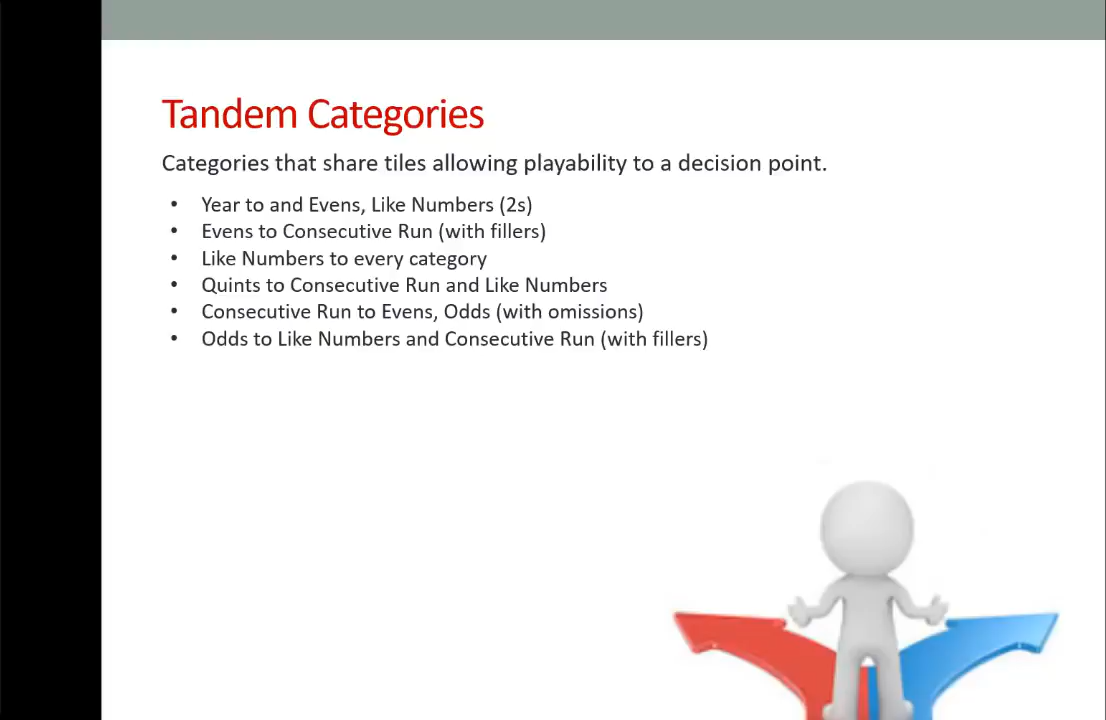 Tandem Categories
Categories that share tiles allowing playability to a decision point.
• Year to and Evens, Like Numbers (2s)
• Evens to Consecutive Run (with fillers)
• Like Numbers to every category
• Quints to Consecutive Run and Like Numbers
• Consecutive Run to Evens, Odds (with omissions)
• Odds to Like Numbers and Consecutive Run (with fillers)